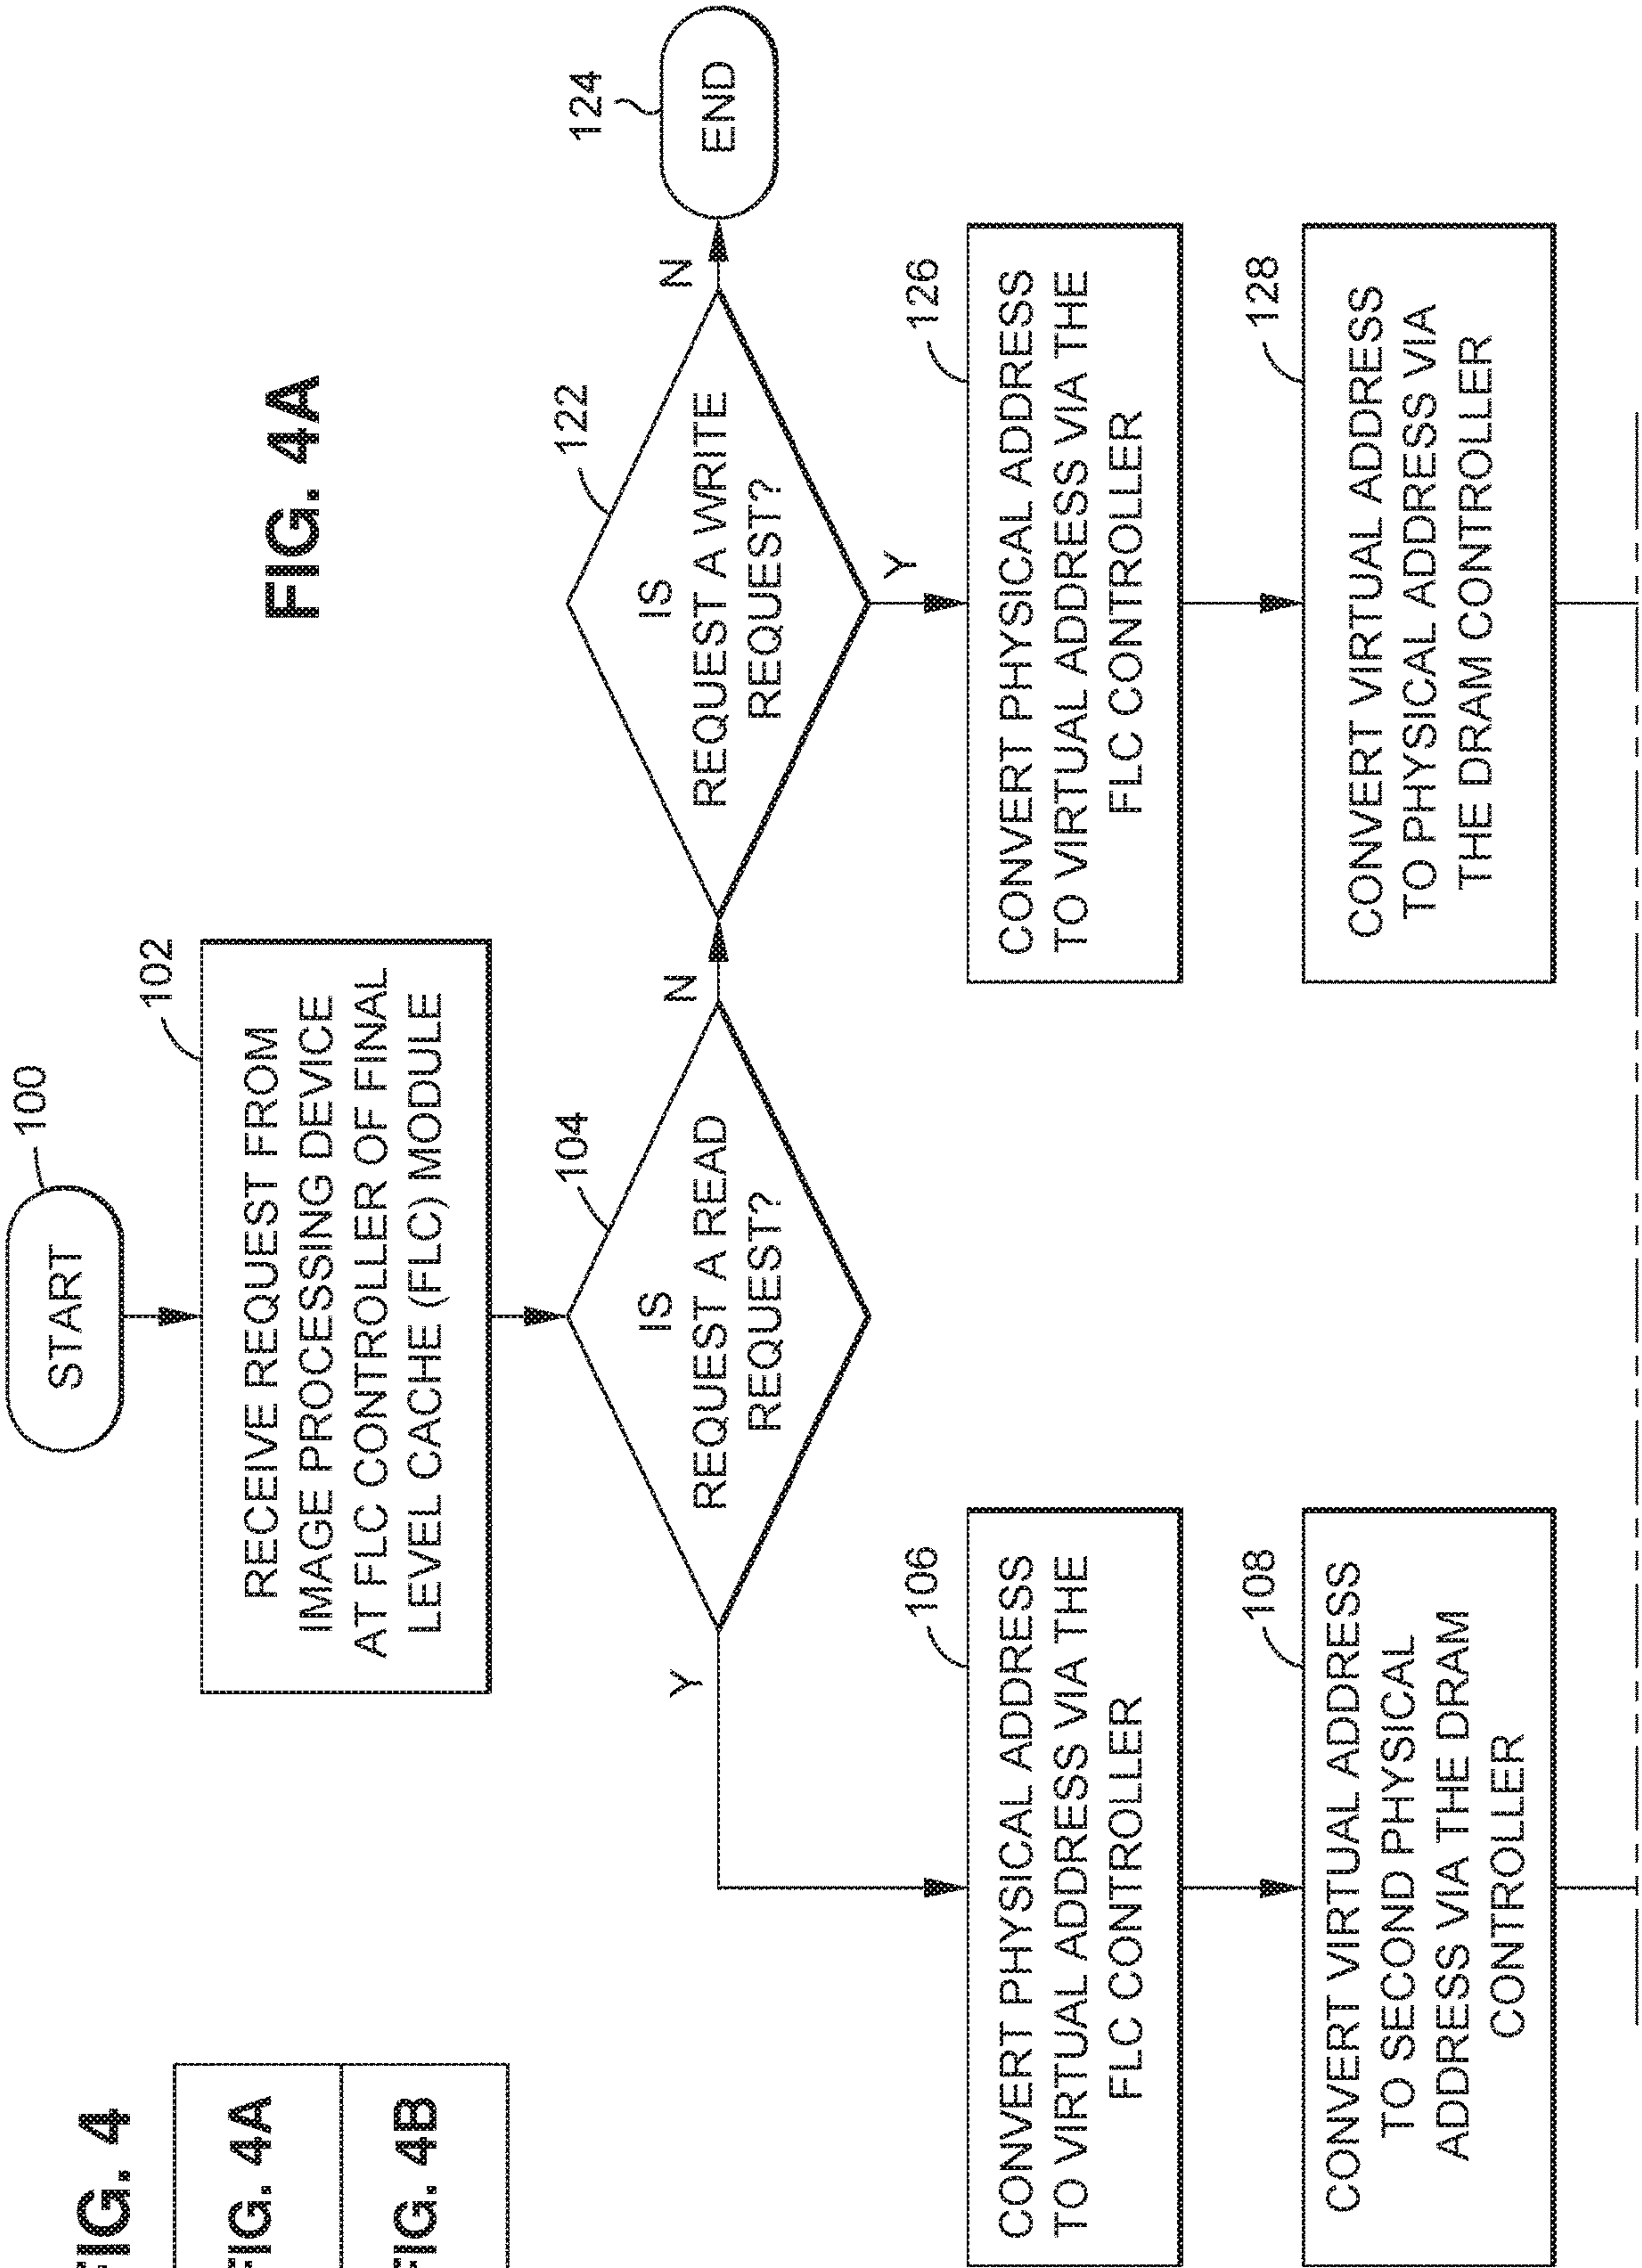 FIG. 4
FIG. 4A
FIG. 4B
FIG. 4A
START
100
102
RECEIVE REQUEST FROM
IMAGE PROCESSING DEVICE
AT FLC CONTROLLER OF FINAL
LEVEL CACHE (FLC) MODULE
104
IS
REQUEST A READ
REQUEST?
Y
N
122
IS
REQUEST A WRITE
REQUEST?
N
124
END
Y
106
CONVERT PHYSICAL ADDRESS
TO VIRTUAL ADDRESS VIA THE
FLC CONTROLLER
126
CONVERT PHYSICAL ADDRESS
TO VIRTUAL ADDRESS VIA THE
FLC CONTROLLER
108
CONVERT VIRTUAL ADDRESS
TO SECOND PHYSICAL
ADDRESS VIA THE DRAM
CONTROLLER
128
CONVERT VIRTUAL ADDRESS
TO PHYSICAL ADDRESS VIA
THE DRAM CONTROLLER